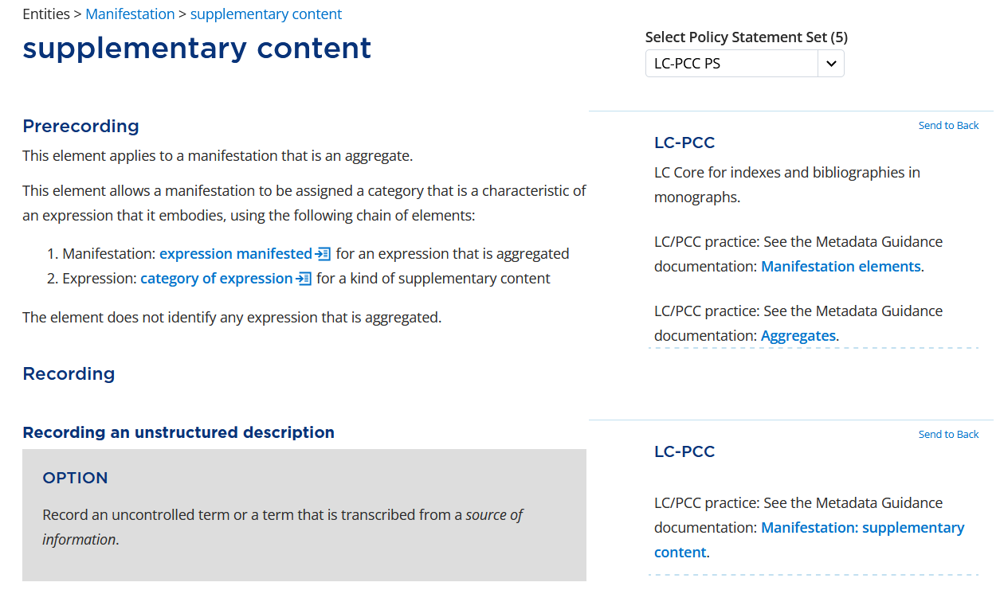 Entities > Manifestation > supplementary content
supplementary content
Select Policy Statement Set (5)
LC-PCC PS
Prerecording
This element applies to a manifestation that is an aggregate.
This element allows a manifestation to be assigned a category that is a characteristic of
an expression that it embodies, using the following chain of elements:
1. Manifestation: expression manifested for an expression that is aggregated
2. Expression: category of expression for a kind of supplementary content
The element does not identify any expression that is aggregated.
Send to Back
LC-PCC
LC Core for indexes and bibliographies in
monographs.
LC/PCC practice: See the Metadata Guidance
documentation: Manifestation elements.
LC/PCC practice: See the Metadata Guidance
documentation: Aggregates.
Recording
Recording an unstructured description
OPTION
Record an uncontrolled term or a term that is transcribed from a source of
information.
Send to Back
LC-PCC
LC/PCC practice: See the Metadata Guidance
documentation: Manifestation: supplementary
content.